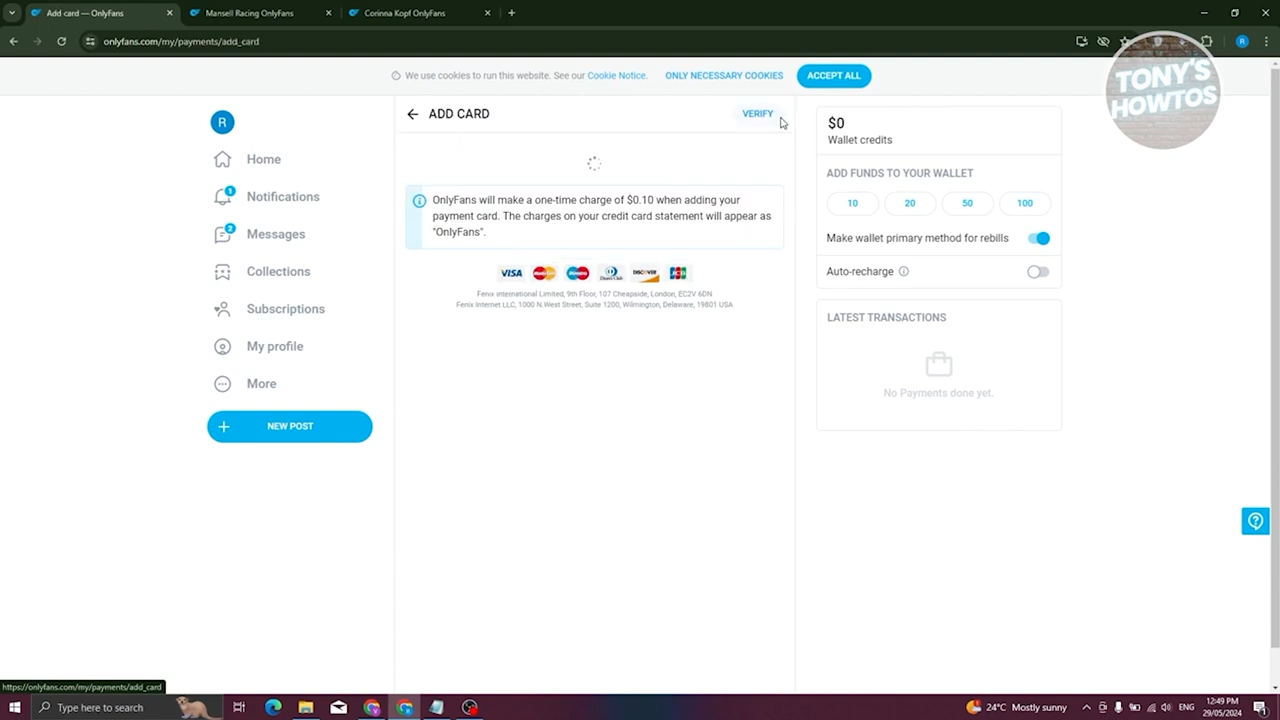 Add card — OnlyFans
Mansell Racing OnlyFans
Corinna Kopf OnlyFans
onlyfans.com/my/payments/add_card
R
We use cookies to run this website. See our Cookie Notice.
ONLY NECESSARY COOKIES
ACCEPT ALL
TONY'S
HOWTOS
R
Home
1
Notifications
2
Messages
Collections
Subscriptions
My profile
More
NEW POST
ADD CARD
VERIFY
OnlyFans will make a one-time charge of $0.10 when adding your
payment card. The charges on your credit card statement will appear as
"OnlyFans".
VISA
DISCOVER
JCB
Fenix International Limited, 9th Floor, 107 Cheapside, London, EC2V 6DN
Fenix Internet LLC, 1000 N.West Street, Suite 1200, Wilmington, Delaware, 19801 USA
$0
Wallet credits
ADD FUNDS TO YOUR WALLET
10
20
50
100
Make wallet primary method for rebills
Auto-recharge
LATEST TRANSACTIONS
No Payments done yet.
https://onlyfans.com/my/payments/add_card
Type here to search
24°C Mostly sunny
ENG
12:49 PM
29/05/2024